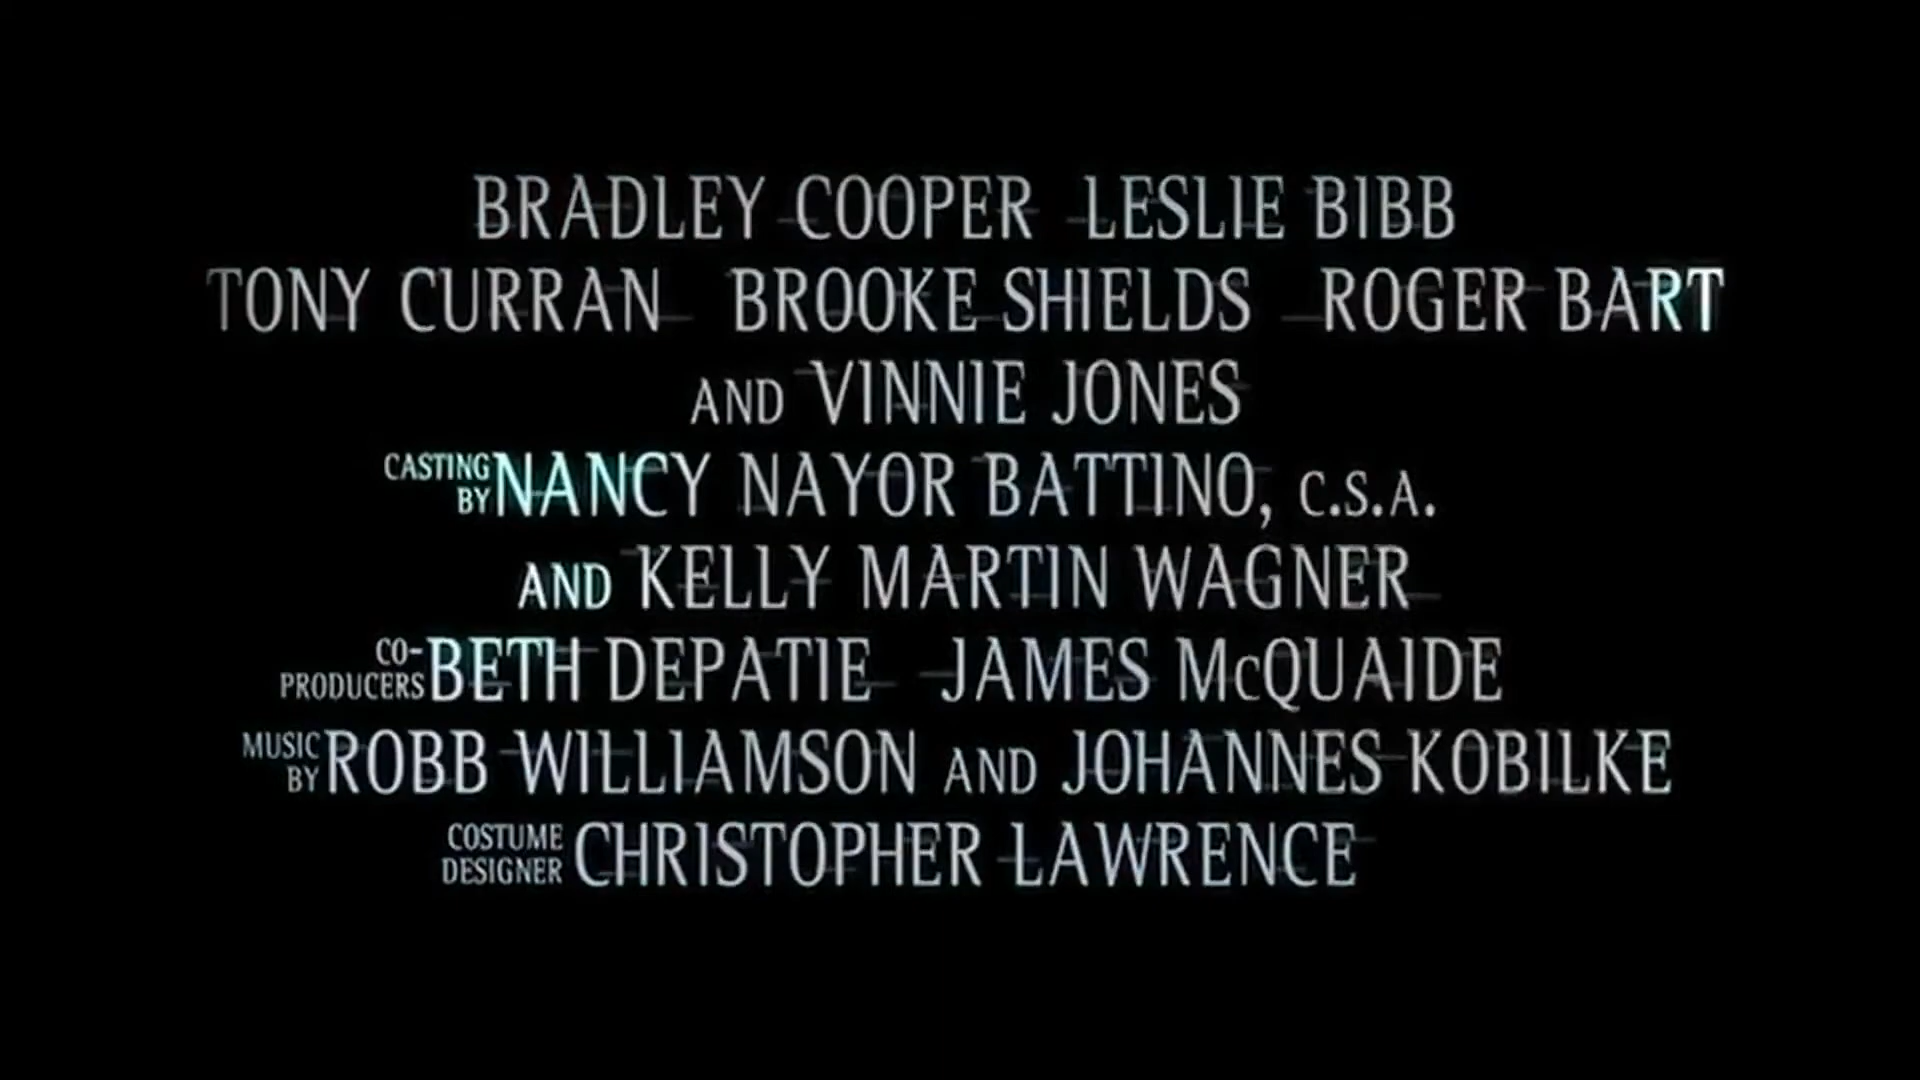 BRADLEY COOPER LESLIE BIBB
TONY CURRAN BROOKE SHIELDS ROGER BART
AND VINNIE JONES
CASTING BY NANCY NAYOR BATTINO, C.S.A.
AND KELLY MARTIN WAGNER
CO-PRODUCERS BETH DEPATIE JAMES McQUAIDE
MUSIC BY ROBB WILLIAMSON AND JOHANNES KOBILKE
COSTUME DESIGNER CHRISTOPHER LAWRENCE